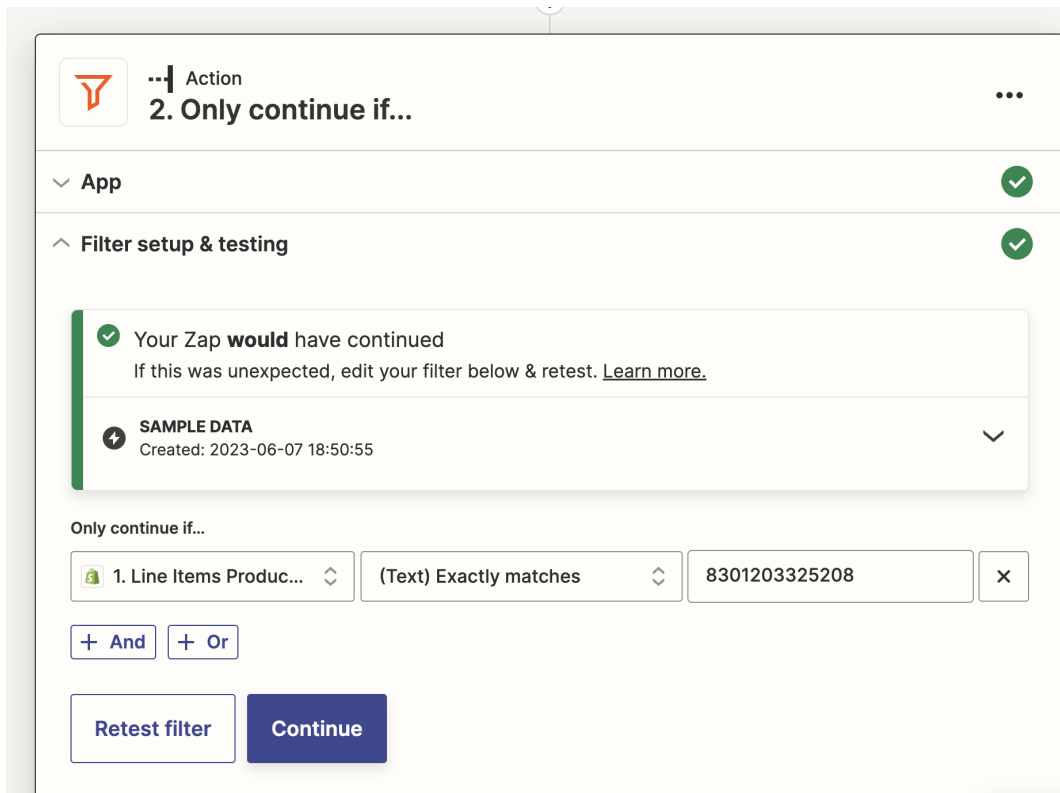 Action
2. Only continue if...
App
Filter setup & testing
Your Zap would have continued
If this was unexpected, edit your filter below & retest. Learn more.
SAMPLE DATA
Created: 2023-06-07 18:50:55
Only continue if...
1. Line Items Produc... (Text) Exactly matches 8301203325208
+ And + Or
Retest filter Continue